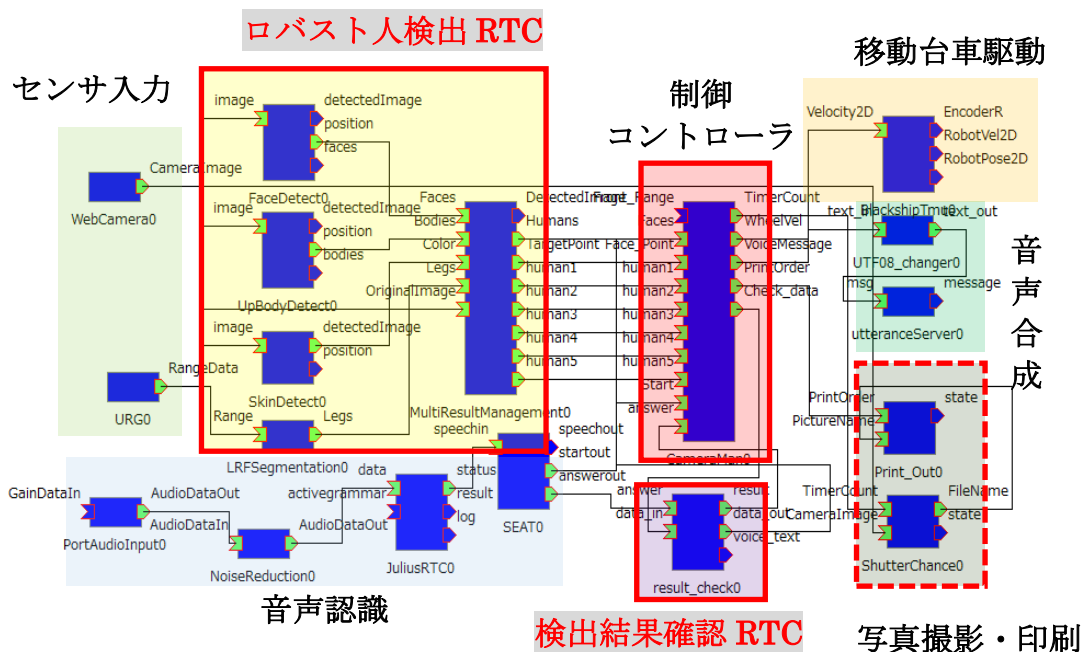 ロバスト人検出 RTC
センサ入力
制御
コントローラ
移動台車駆動
image
detectedImage
position
faces
FaceDetect0
CameraImage
WebCamera0
image
detectedImage
position
bodies
UpBodyDetect0
image
detectedImage
position
SkinDetect0
RangeData
URG0
Range
Legs
LRFSegmentation0
Faces
Bodies
Color
Legs
OriginalImage
DetectedImage
Humans
TargetPoint
human1
human2
human3
human4
human5
MultiResultManagement0
Front_Range
Faces
Face_Point
human1
human2
human3
human4
human5
Start
answer
TimerCount
WheelVel
VoiceMessage
PrintOrder
Check_data
CameraMan0
Velocity2D
EncoderR
RobotVel2D
RobotPose2D
BlackshipTmu0
text_in
text_out
UTF08_changer0
msg
message
utteranceServer0
音声合成
PrintOrder
PictureName
state
Print_Out0
TimerCount
CameraImage
FileName
state
ShutterChance0
写真撮影・印刷
GainDataIn
AudioDataOut
PortAudioInput0
AudioDataIn
AudioDataOut
NoiseReduction0
data
activegrammar
status
result
log
JuliusRTC0
speechin
speechout
startout
answerout
SEAT0
音声認識
answer
data_in
result
data_out
voice_text
result_check0
検出結果確認 RTC